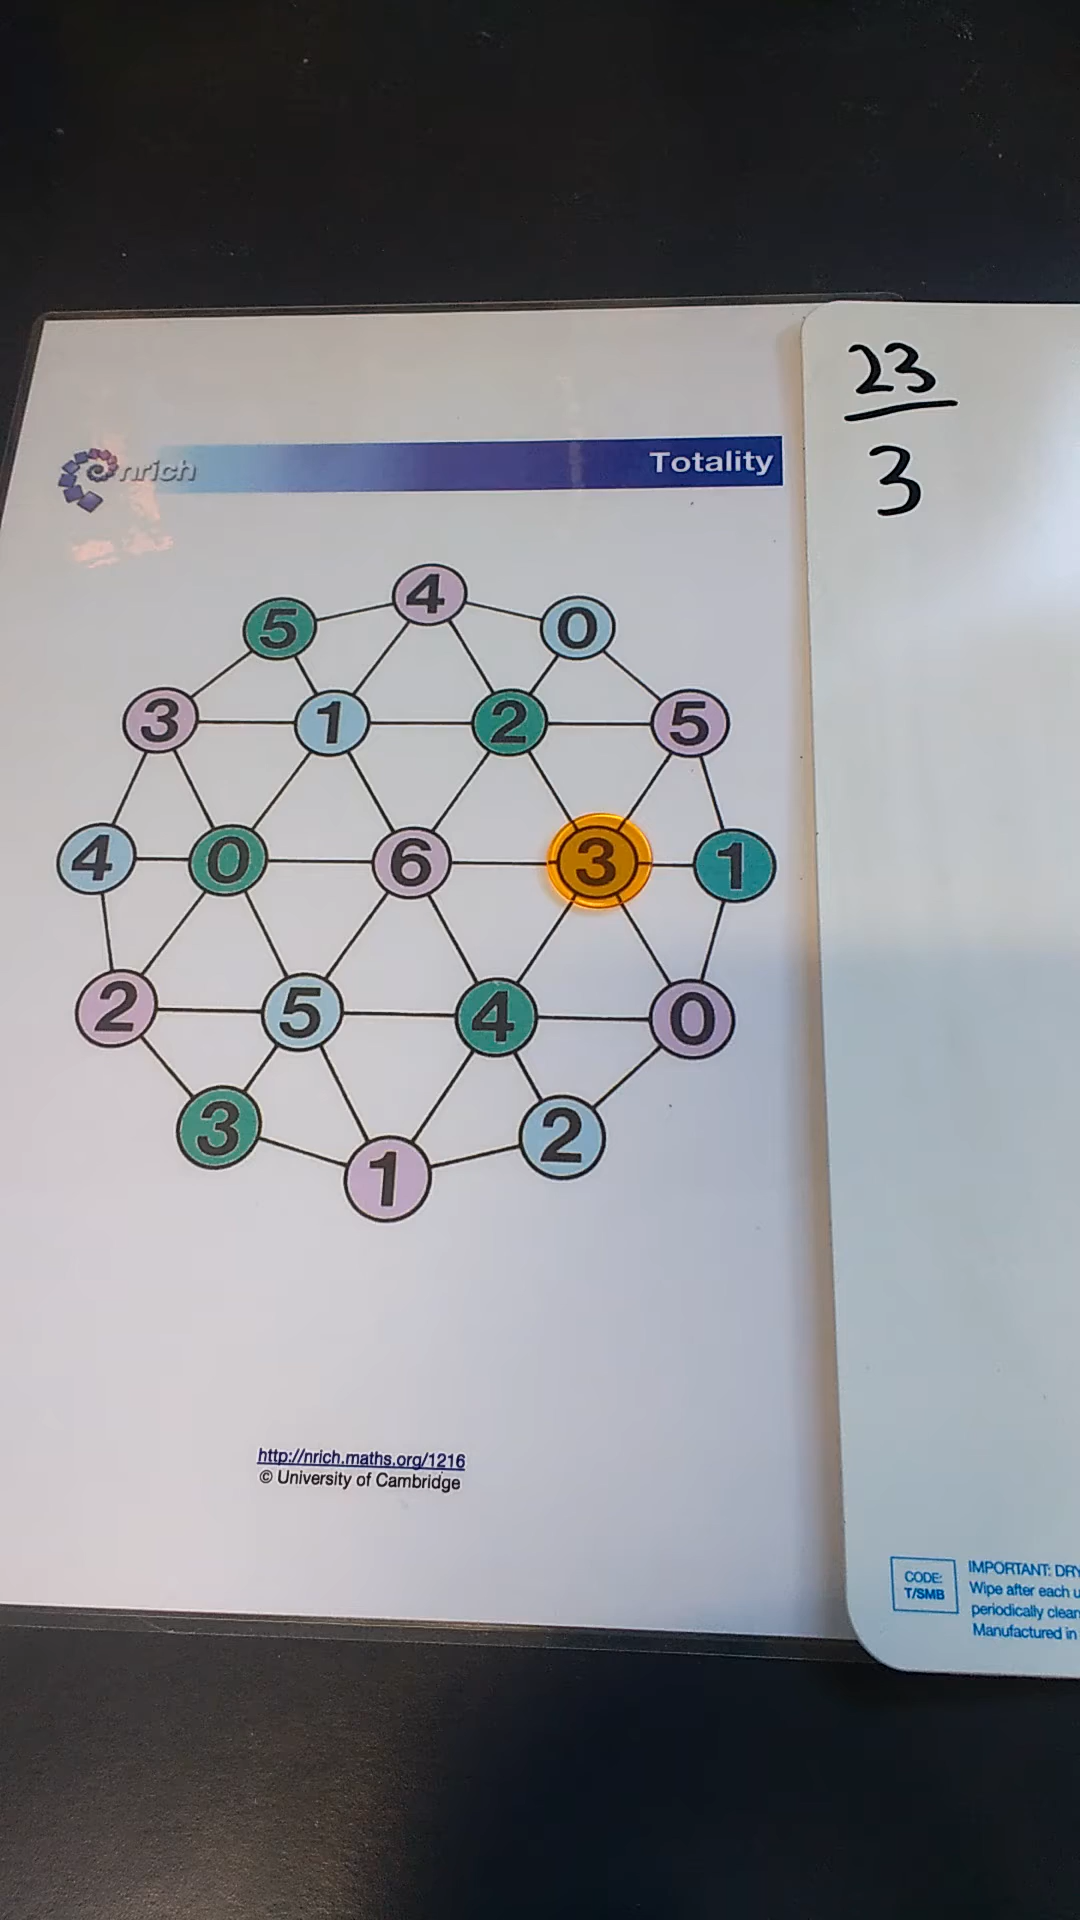 enrich
Totality
23
3
4
5 0
3 1 2 5
4 0 6 3 1
2 5 4 0
3 2
1
http://nrich.maths.org/1216
© University of Cambridge
CODE:
T/SMB
IMPORTANT: DRY
Wipe after each
periodically
Manufactured in